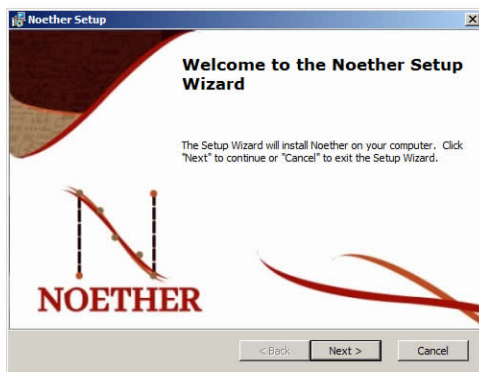 Noether Setup
Welcome to the Noether Setup
Wizard
The Setup Wizard will install Noether on your computer. Click
"Next" to continue or "Cancel" to exit the Setup Wizard.
NOETHER
< Back
Next >
Cancel